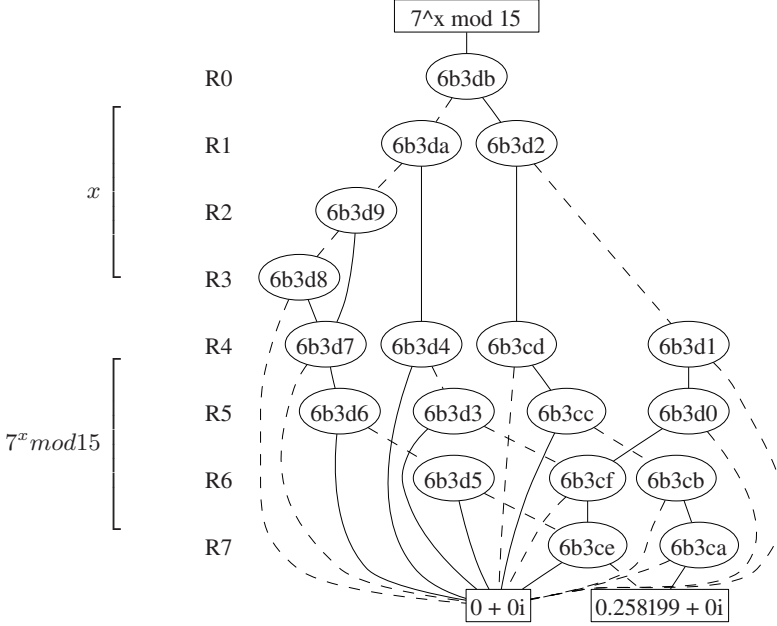 7^x mod 15
R0
6b3db
R1
6b3da
6b3d2
x
R2
6b3d9
R3
6b3d8
R4
6b3d7
6b3d4
6b3cd
6b3d1
R5
6b3d6
6b3d3
6b3cc
6b3d0
7^x mod15
R6
6b3d5
6b3cf
6b3cb
R7
6b3ce
6b3ca
0 + 0i
0.258199 + 0i